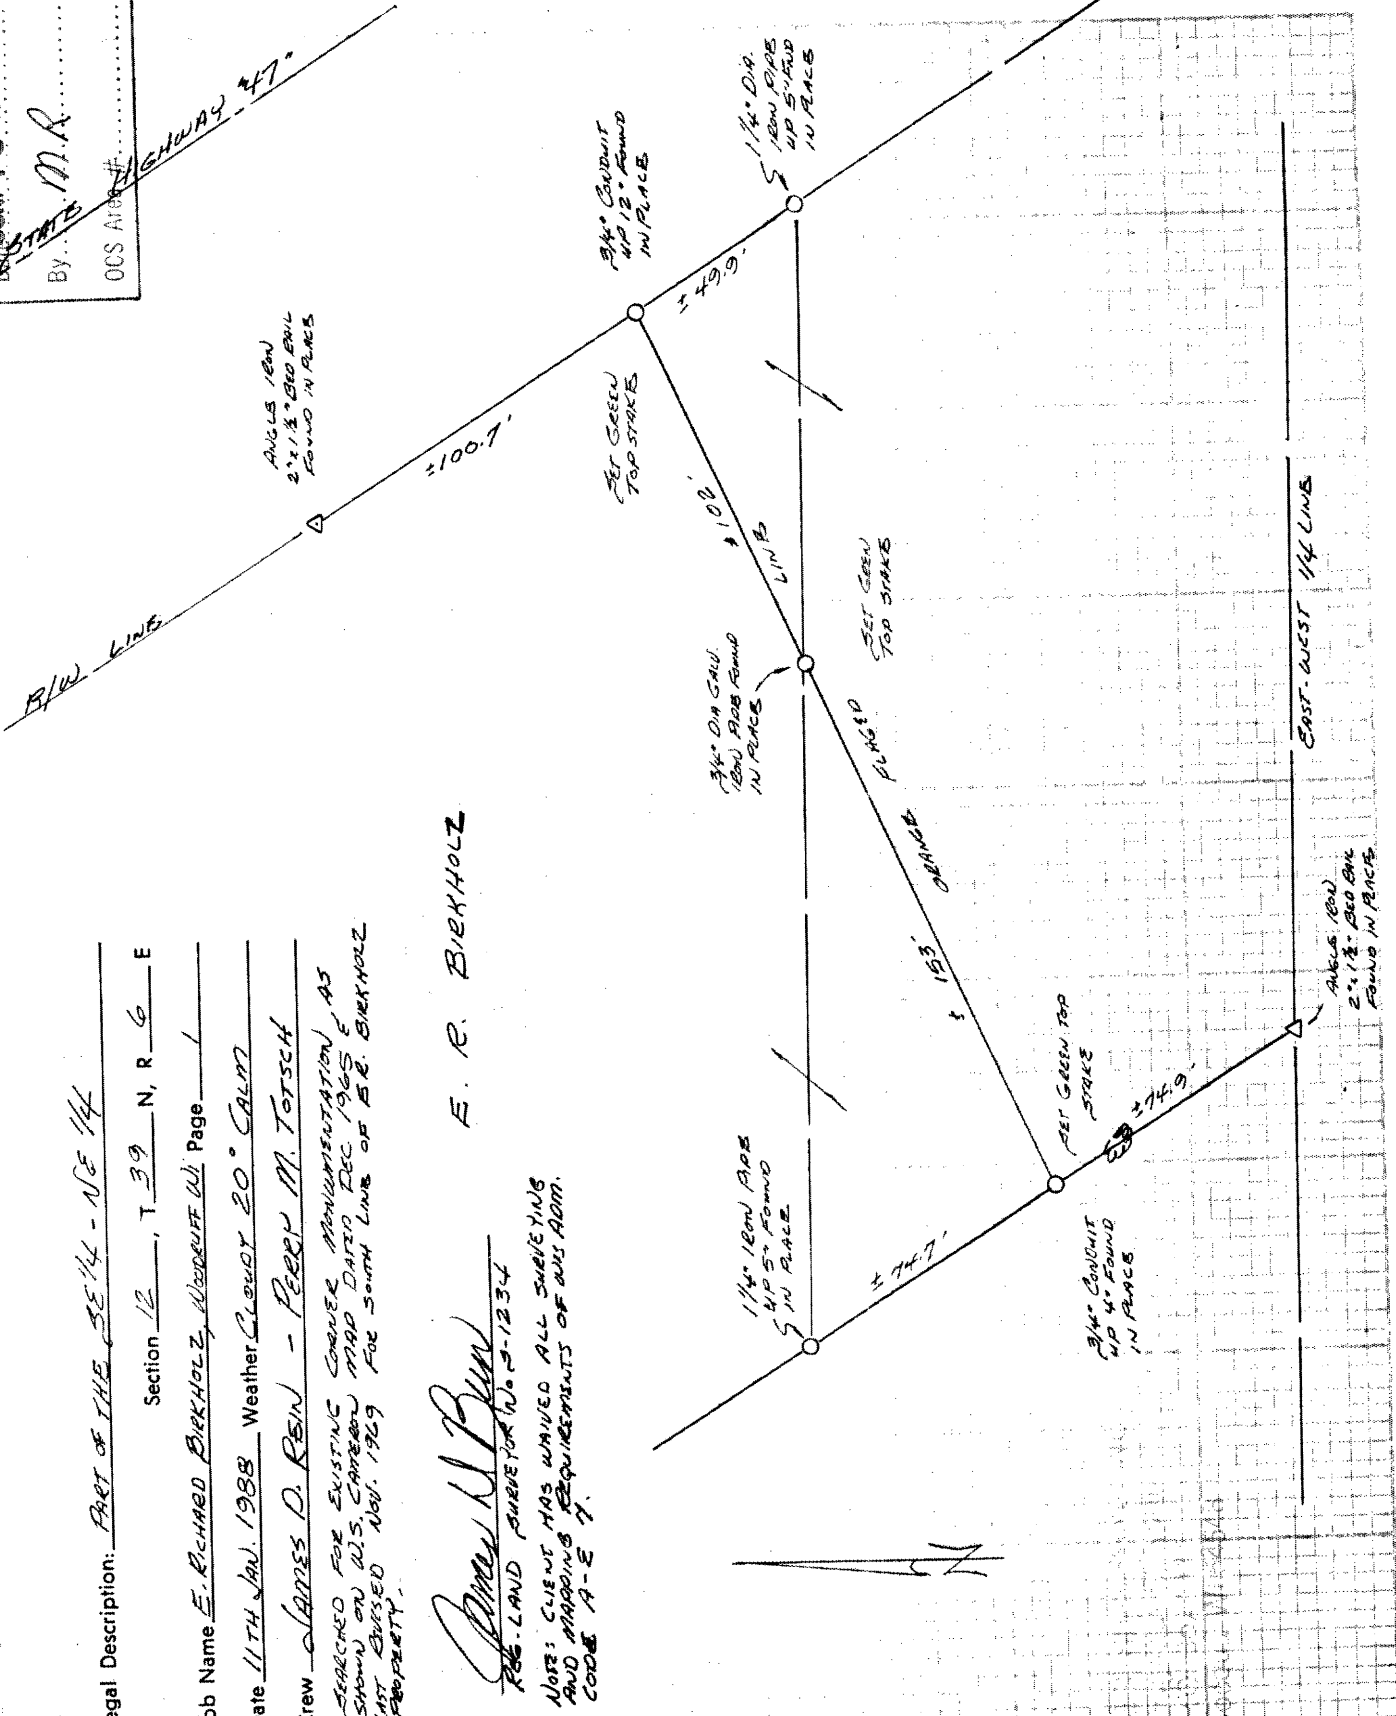 egal Description: PART OF THE SE 1/4 - NE 1/4
Section 12, T 39 N, R 6 E
ob Name E. RICHARD BIRKHOLZ, WOODRUFF WI Page 1
ate 11TH JAN. 1988 Weather CLOUDY 20° CALM
rew JAMES D. REIN - PERRY M. TOTSCH
SEARCHED FOR EXISTING CORNER MONUMENTATION, AS
SHOWN ON W.S. CAMERON MAP DATED DEC. 1965 &
LAST REVISED NOV. 1969 FOR SOUTH LINE OF E.R. BIRKHOLZ
PROPERTY.
REG. LAND SURVEYOR No S-1234
NOTE: CLIENT HAS WAIVED ALL SURVEYING
AND MAPPING REQUIREMENTS OF WIS ADM.
CODE A-E 7.
E. R. BIRKHOLZ
STATE HIGHWAY "47"
By M.R.
OCS Area #
R/W LINE
ANGLE IRON
2" x 1 1/2" BED RAIL
FOUND IN PLACE
±100.7'
3/4" CONDUIT
UP 12" FOUND
IN PLACE
SET GREEN
TOP STAKE
±49.9'
1 1/4" DIA.
IRON PIPE
UP 5" FND
IN PLACE
±102'
LINE
3/4" DIA GALV.
IRON PIPE FOUND
IN PLACE
SET GREEN
TOP STAKE
FLAGED
ORANGE
± 153'
1 1/4" IRON PIPE
UP 5" FOUND
IN PLACE
±74.7'
SET GREEN TOP
STAKE
3/4" CONDUIT
UP 4" FOUND
IN PLACE
±74.9'
ANGLE IRON
2" x 1 1/2" BED RAIL
FOUND IN PLACE
EAST-WEST 1/4 LINE
N